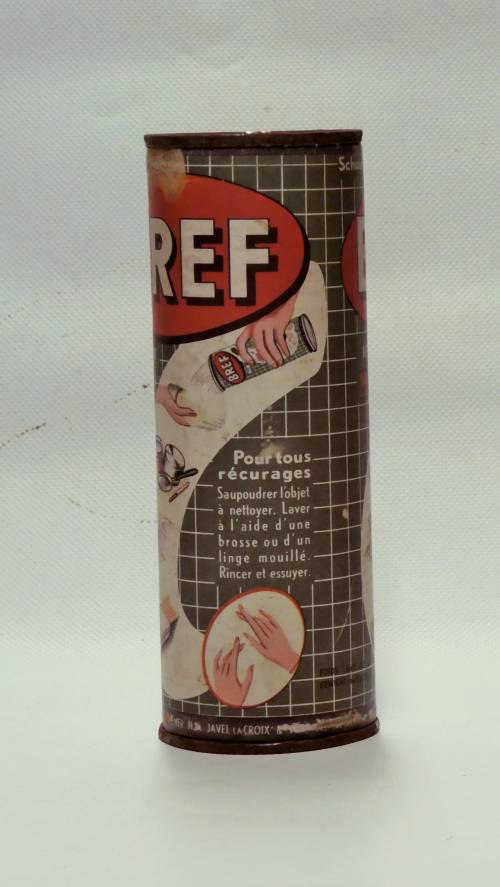 REF
BREF
Pour tous
récurages
Saupoudrer l'objet
à nettoyer. Laver
à l'aide d'une
brosse ou d'un
linge mouillé.
Rincer et essuyer.
JAVEL LACROIX &